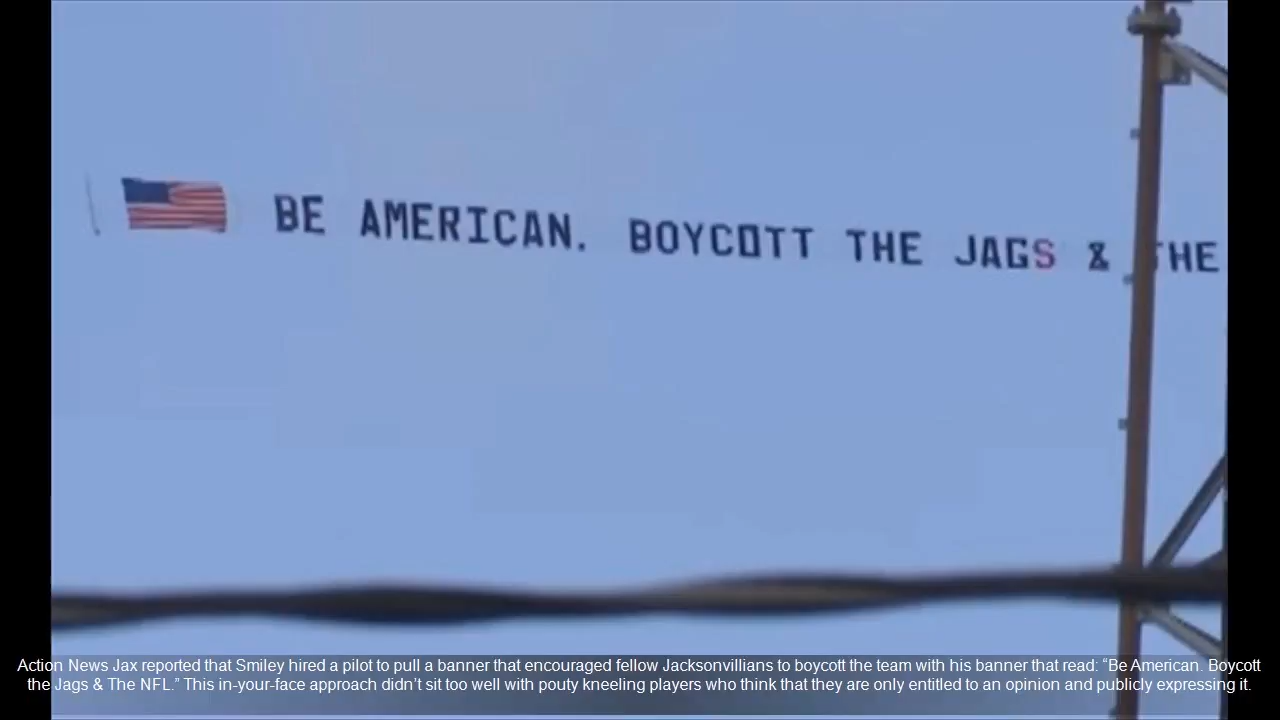 BE AMERICAN. BOYCOTT THE JAGS & THE
Action News Jax reported that Smiley hired a pilot to pull a banner that encouraged fellow Jacksonvillians to boycott the team with his banner that read: “Be American. Boycott
the Jags & The NFL.” This in-your-face approach didn’t sit too well with pouty kneeling players who think that they are only entitled to an opinion and publicly expressing it.